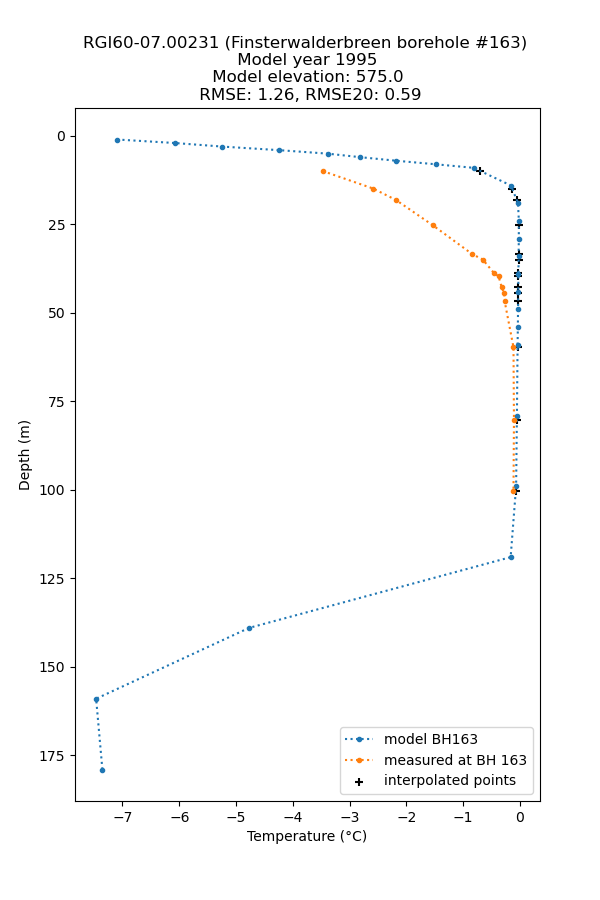 RGI60-07.00231 (Finsterwalderbreen borehole #163)
Model year 1995
Model elevation: 575.0
RMSE: 1.26, RMSE20: 0.59
0
25
50
75
100
125
150
175
Depth (m)
model BH163
measured at BH 163
interpolated points
−7 −6 −5 −4 −3 −2 −1 0
Temperature (°C)